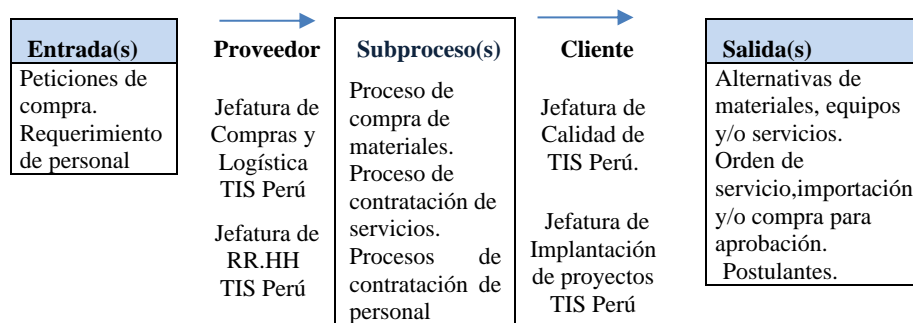 Entrada(s)
Peticiones de
compra.
Requerimiento
de personal
Proveedor
Jefatura de
Compras y
Logística
TIS Perú
Jefatura de
RR.HH
TIS Perú
Subproceso(s)
Proceso de
compra de
materiales.
Proceso de
contratación de
servicios.
Procesos de
contratación de
personal
Cliente
Jefatura de
Calidad de
TIS Perú.
Jefatura de
Implantación
de proyectos
TIS Perú
Salida(s)
Alternativas de
materiales, equipos
y/o servicios.
Orden de
servicio,importación
y/o compra para
aprobación.
Postulantes.